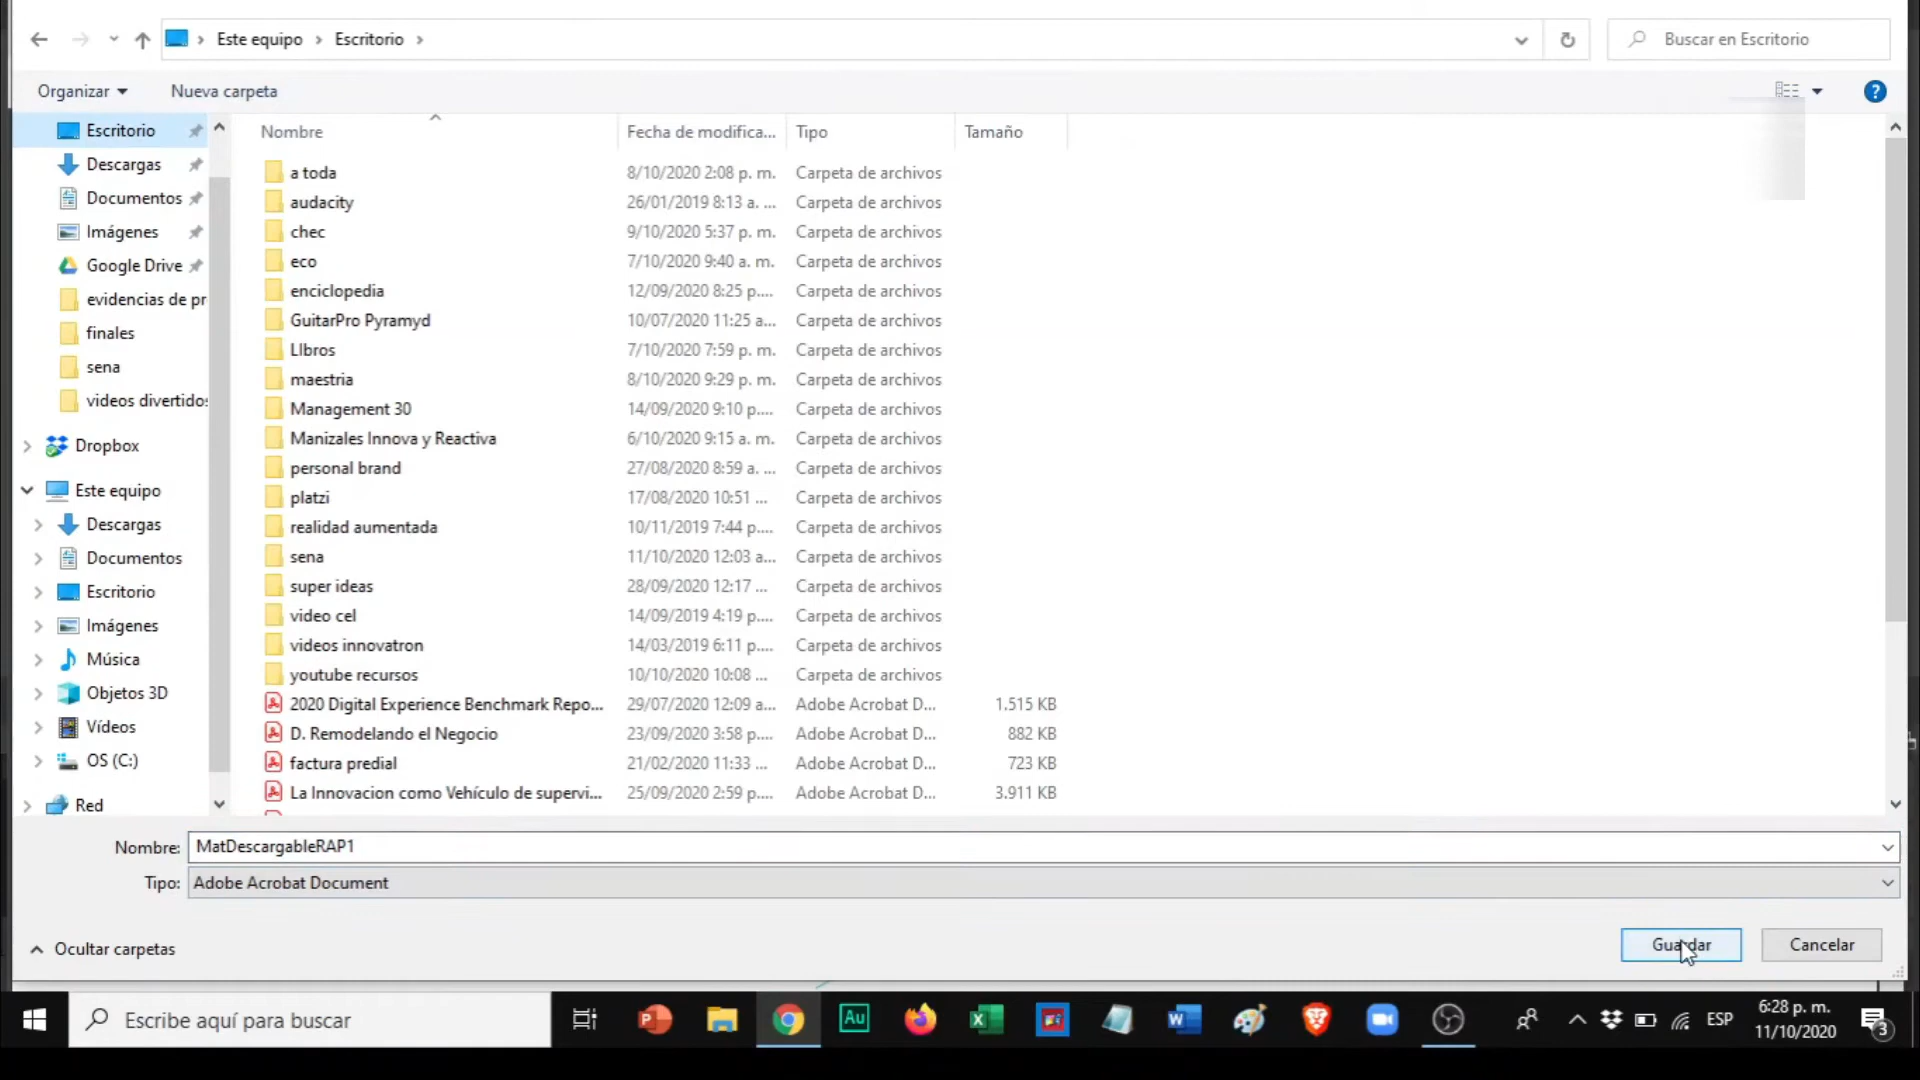 Este equipo
Escritorio
Buscar en Escritorio
Organizar
Nueva carpeta
Escritorio
Descargas
Documentos
Imágenes
Google Drive
evidencias de pr
finales
sena
videos divertidos
Dropbox
Este equipo
Descargas
Documentos
Escritorio
Imágenes
Música
Objetos 3D
Vídeos
OS (C:)
Red
Nombre Fecha de modifica... Tipo Tamaño
a toda 8/10/2020 2:08 p. m. Carpeta de archivos
audacity 26/01/2019 8:13 a. ... Carpeta de archivos
chec 9/10/2020 5:37 p. m. Carpeta de archivos
eco 7/10/2020 9:40 a. m. Carpeta de archivos
enciclopedia 12/09/2020 8:25 p.... Carpeta de archivos
GuitarPro Pyramyd 10/07/2020 11:25 a... Carpeta de archivos
LIbros 7/10/2020 7:59 p. m. Carpeta de archivos
maestria 8/10/2020 9:29 p. m. Carpeta de archivos
Management 30 14/09/2020 9:10 p.... Carpeta de archivos
Manizales Innova y Reactiva 6/10/2020 9:15 a. m. Carpeta de archivos
personal brand 27/08/2020 8:59 a. ... Carpeta de archivos
platzi 17/08/2020 10:51 ... Carpeta de archivos
realidad aumentada 10/11/2019 7:44 p.... Carpeta de archivos
sena 11/10/2020 12:03 a... Carpeta de archivos
super ideas 28/09/2020 12:17 ... Carpeta de archivos
video cel 14/09/2019 4:19 p.... Carpeta de archivos
videos innovatron 14/03/2019 6:11 p.... Carpeta de archivos
youtube recursos 10/10/2020 10:08 ... Carpeta de archivos
2020 Digital Experience Benchmark Repo... 29/07/2020 12:09 a... Adobe Acrobat D... 1.515 KB
D. Remodelando el Negocio 23/09/2020 3:58 p.... Adobe Acrobat D... 882 KB
factura predial 21/02/2020 11:33 ... Adobe Acrobat D... 723 KB
La Innovacion como Vehículo de supervi... 25/09/2020 2:59 p.... Adobe Acrobat D... 3.911 KB
Nombre: MatDescargableRAP1
Tipo: Adobe Acrobat Document
Ocultar carpetas
Guardar
Cancelar
Escribe aquí para buscar
Au
ESP
6:28 p. m.
11/10/2020
3